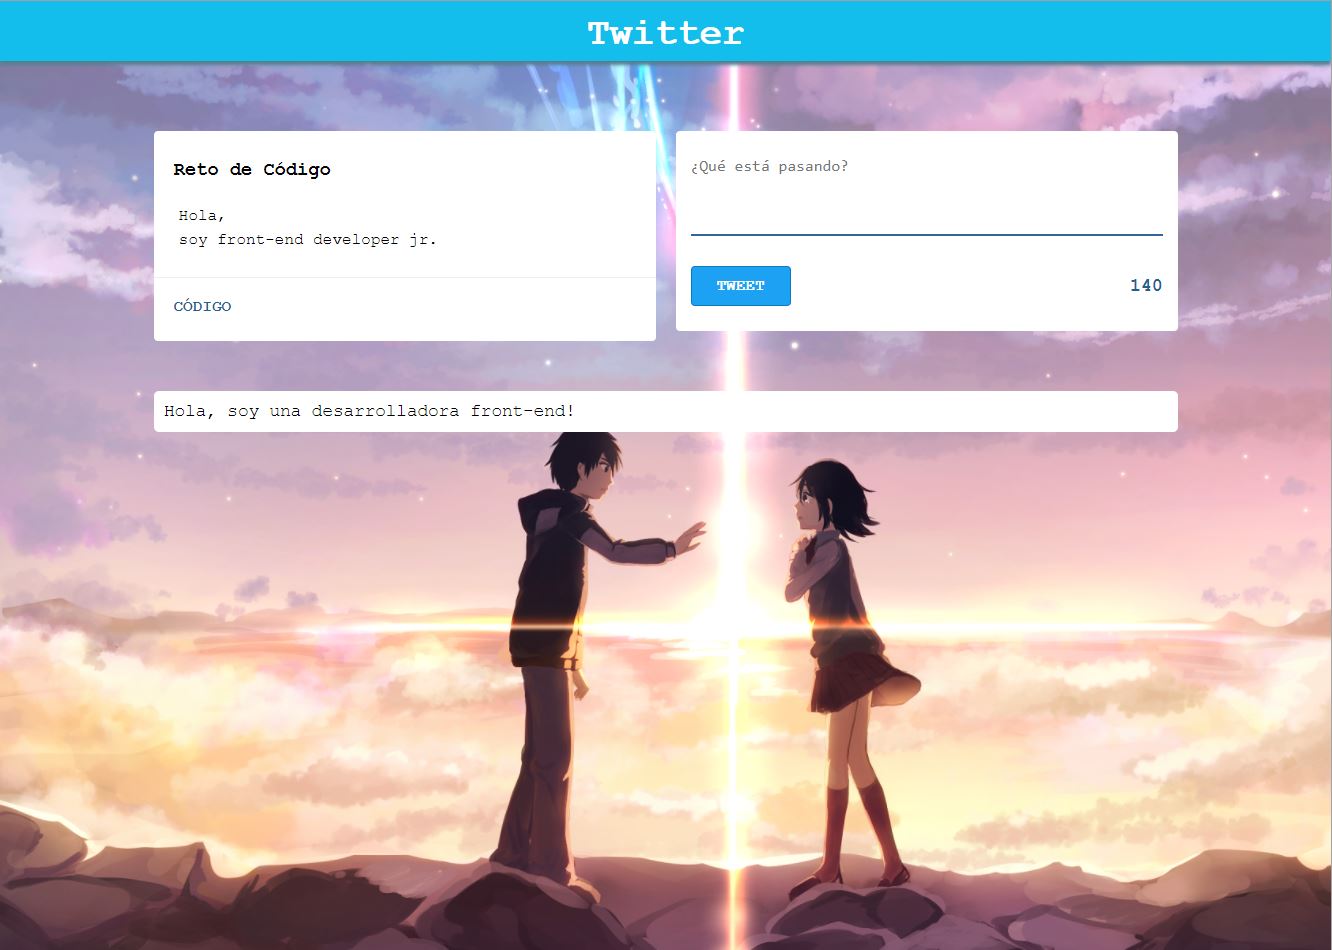 Twitter
Reto de Código
Hola,
soy front-end developer jr.
CÓDIGO
¿Qué está pasando?
TWEET
140
Hola, soy una desarrolladora front-end!